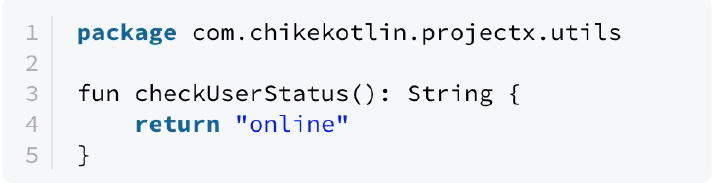 1 package com.chikekotlin.projectx.utils
2
3 fun checkUserStatus(): String {
4     return "online"
5 }